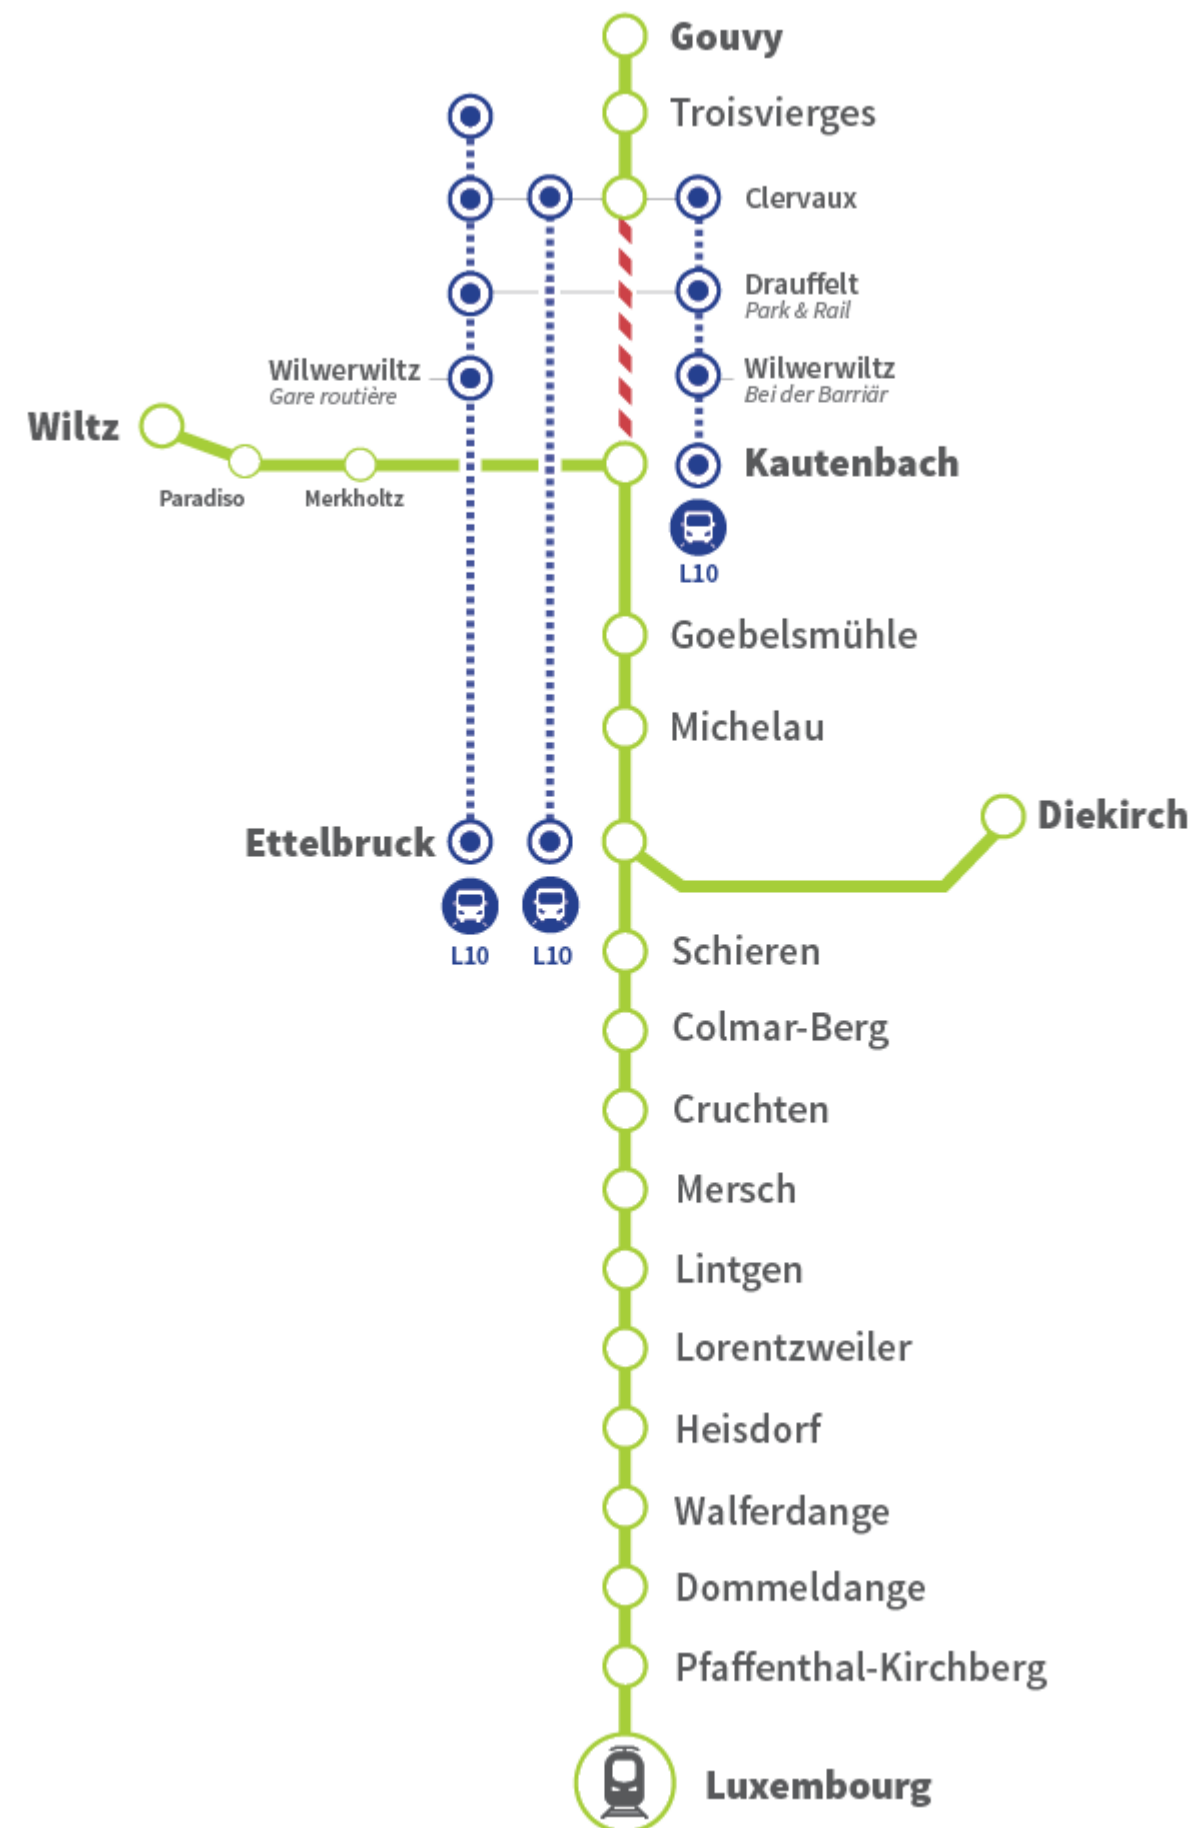 Gouvy
Troisvierges
Clervaux
Drauffelt
Park & Rail
Wilwerwiltz
Gare routière
Wilwerwiltz
Bei der Barriär
Wiltz
Kautenbach
Paradiso
Merkholtz
L10
Goebelsmühle
Michelau
Diekirch
Ettelbruck
L10
L10
Schieren
Colmar-Berg
Cruchten
Mersch
Lintgen
Lorentzweiler
Heisdorf
Walferdange
Dommeldange
Pfaffenthal-Kirchberg
Luxembourg